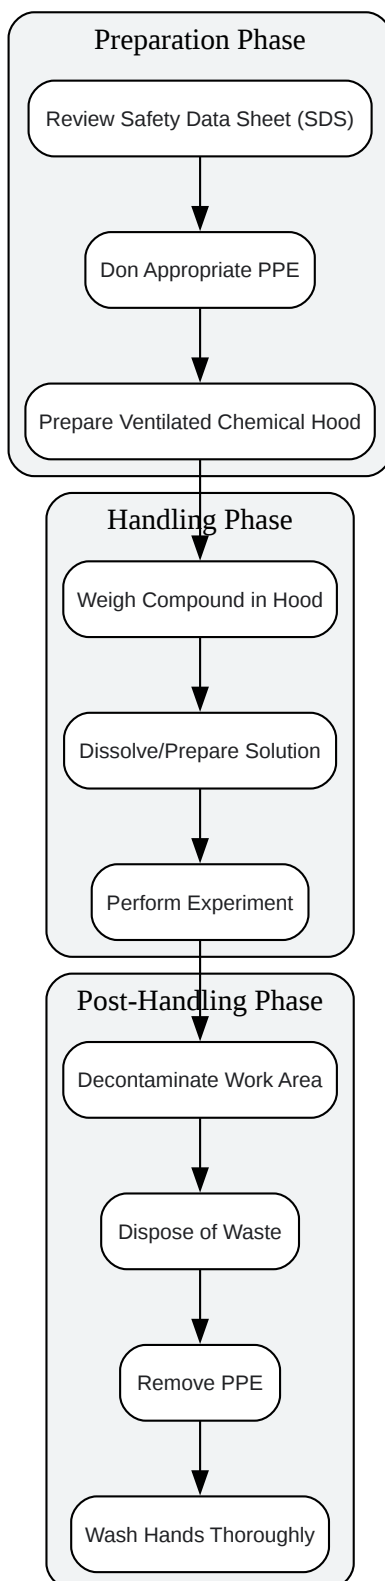 Preparation Phase
Review Safety Data Sheet (SDS)
Don Appropriate PPE
Prepare Ventilated Chemical Hood
Handling Phase
Weigh Compound in Hood
Dissolve/Prepare Solution
Perform Experiment
Post-Handling Phase
Decontaminate Work Area
Dispose of Waste
Remove PPE
Wash Hands Thoroughly